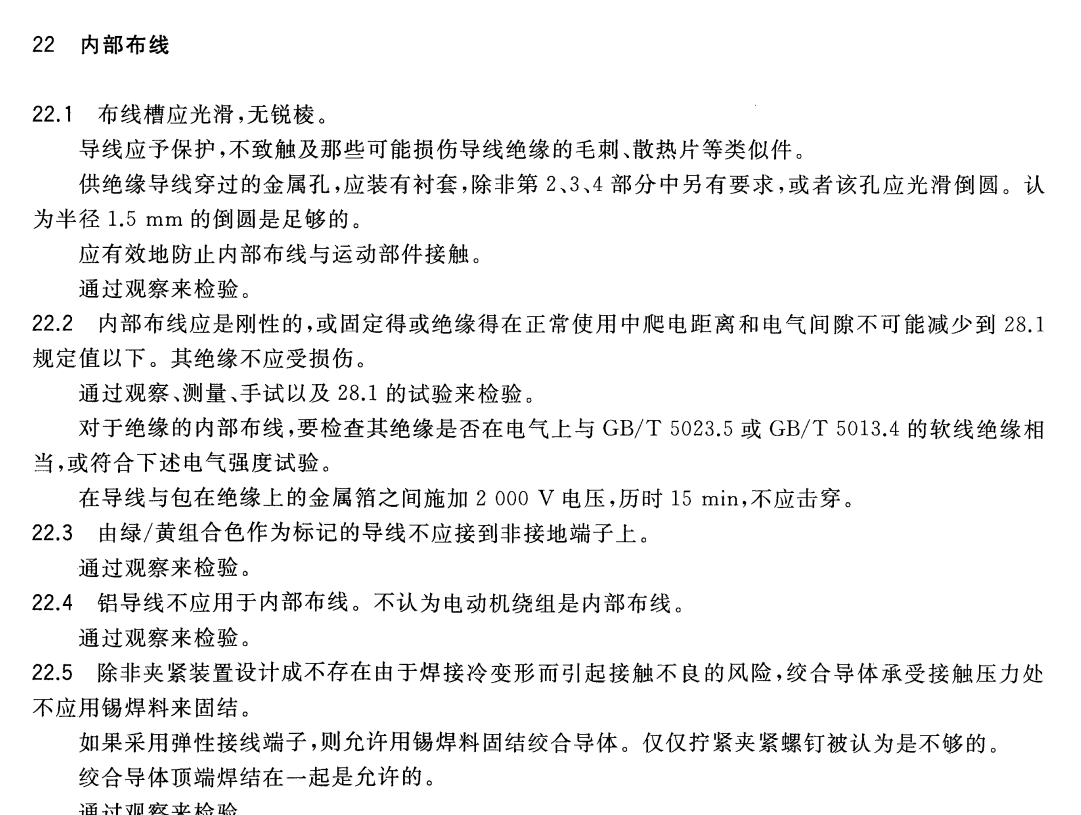 22 内部布线
22.1 布线槽应光滑,无锐棱。
导线应予保护,不致触及那些可能损伤导线绝缘的毛刺、散热片等类似件。
供绝缘导线穿过的金属孔,应装有衬套,除非第 2、3、4 部分中另有要求,或者该孔应光滑倒圆。认
为半径 1.5 mm 的倒圆是足够的。
应有效地防止内部布线与运动部件接触。
通过观察来检验。
22.2 内部布线应是刚性的,或固定得或绝缘得在正常使用中爬电距离和电气间隙不可能减少到 28.1
规定值以下。其绝缘不应受损伤。
通过观察、测量、手试以及 28.1 的试验来检验。
对于绝缘的内部布线,要检查其绝缘是否在电气上与 GB/T 5023.5 或 GB/T 5013.4 的软线绝缘相
当,或符合下述电气强度试验。
在导线与包在绝缘上的金属箔之间施加 2 000 V 电压,历时 15 min,不应击穿。
22.3 由绿/黄组合色作为标记的导线不应接到非接地端子上。
通过观察来检验。
22.4 铝导线不应用于内部布线。不认为电动机绕组是内部布线。
通过观察来检验。
22.5 除非夹紧装置设计成不存在由于焊接冷变形而引起接触不良的风险,绞合导体承受接触压力处
不应用锡焊料来固结。
如果采用弹性接线端子,则允许用锡焊料固结绞合导体。仅仅拧紧夹紧螺钉被认为是不够的。
绞合导体顶端焊结在一起是允许的。
通过观察来检验